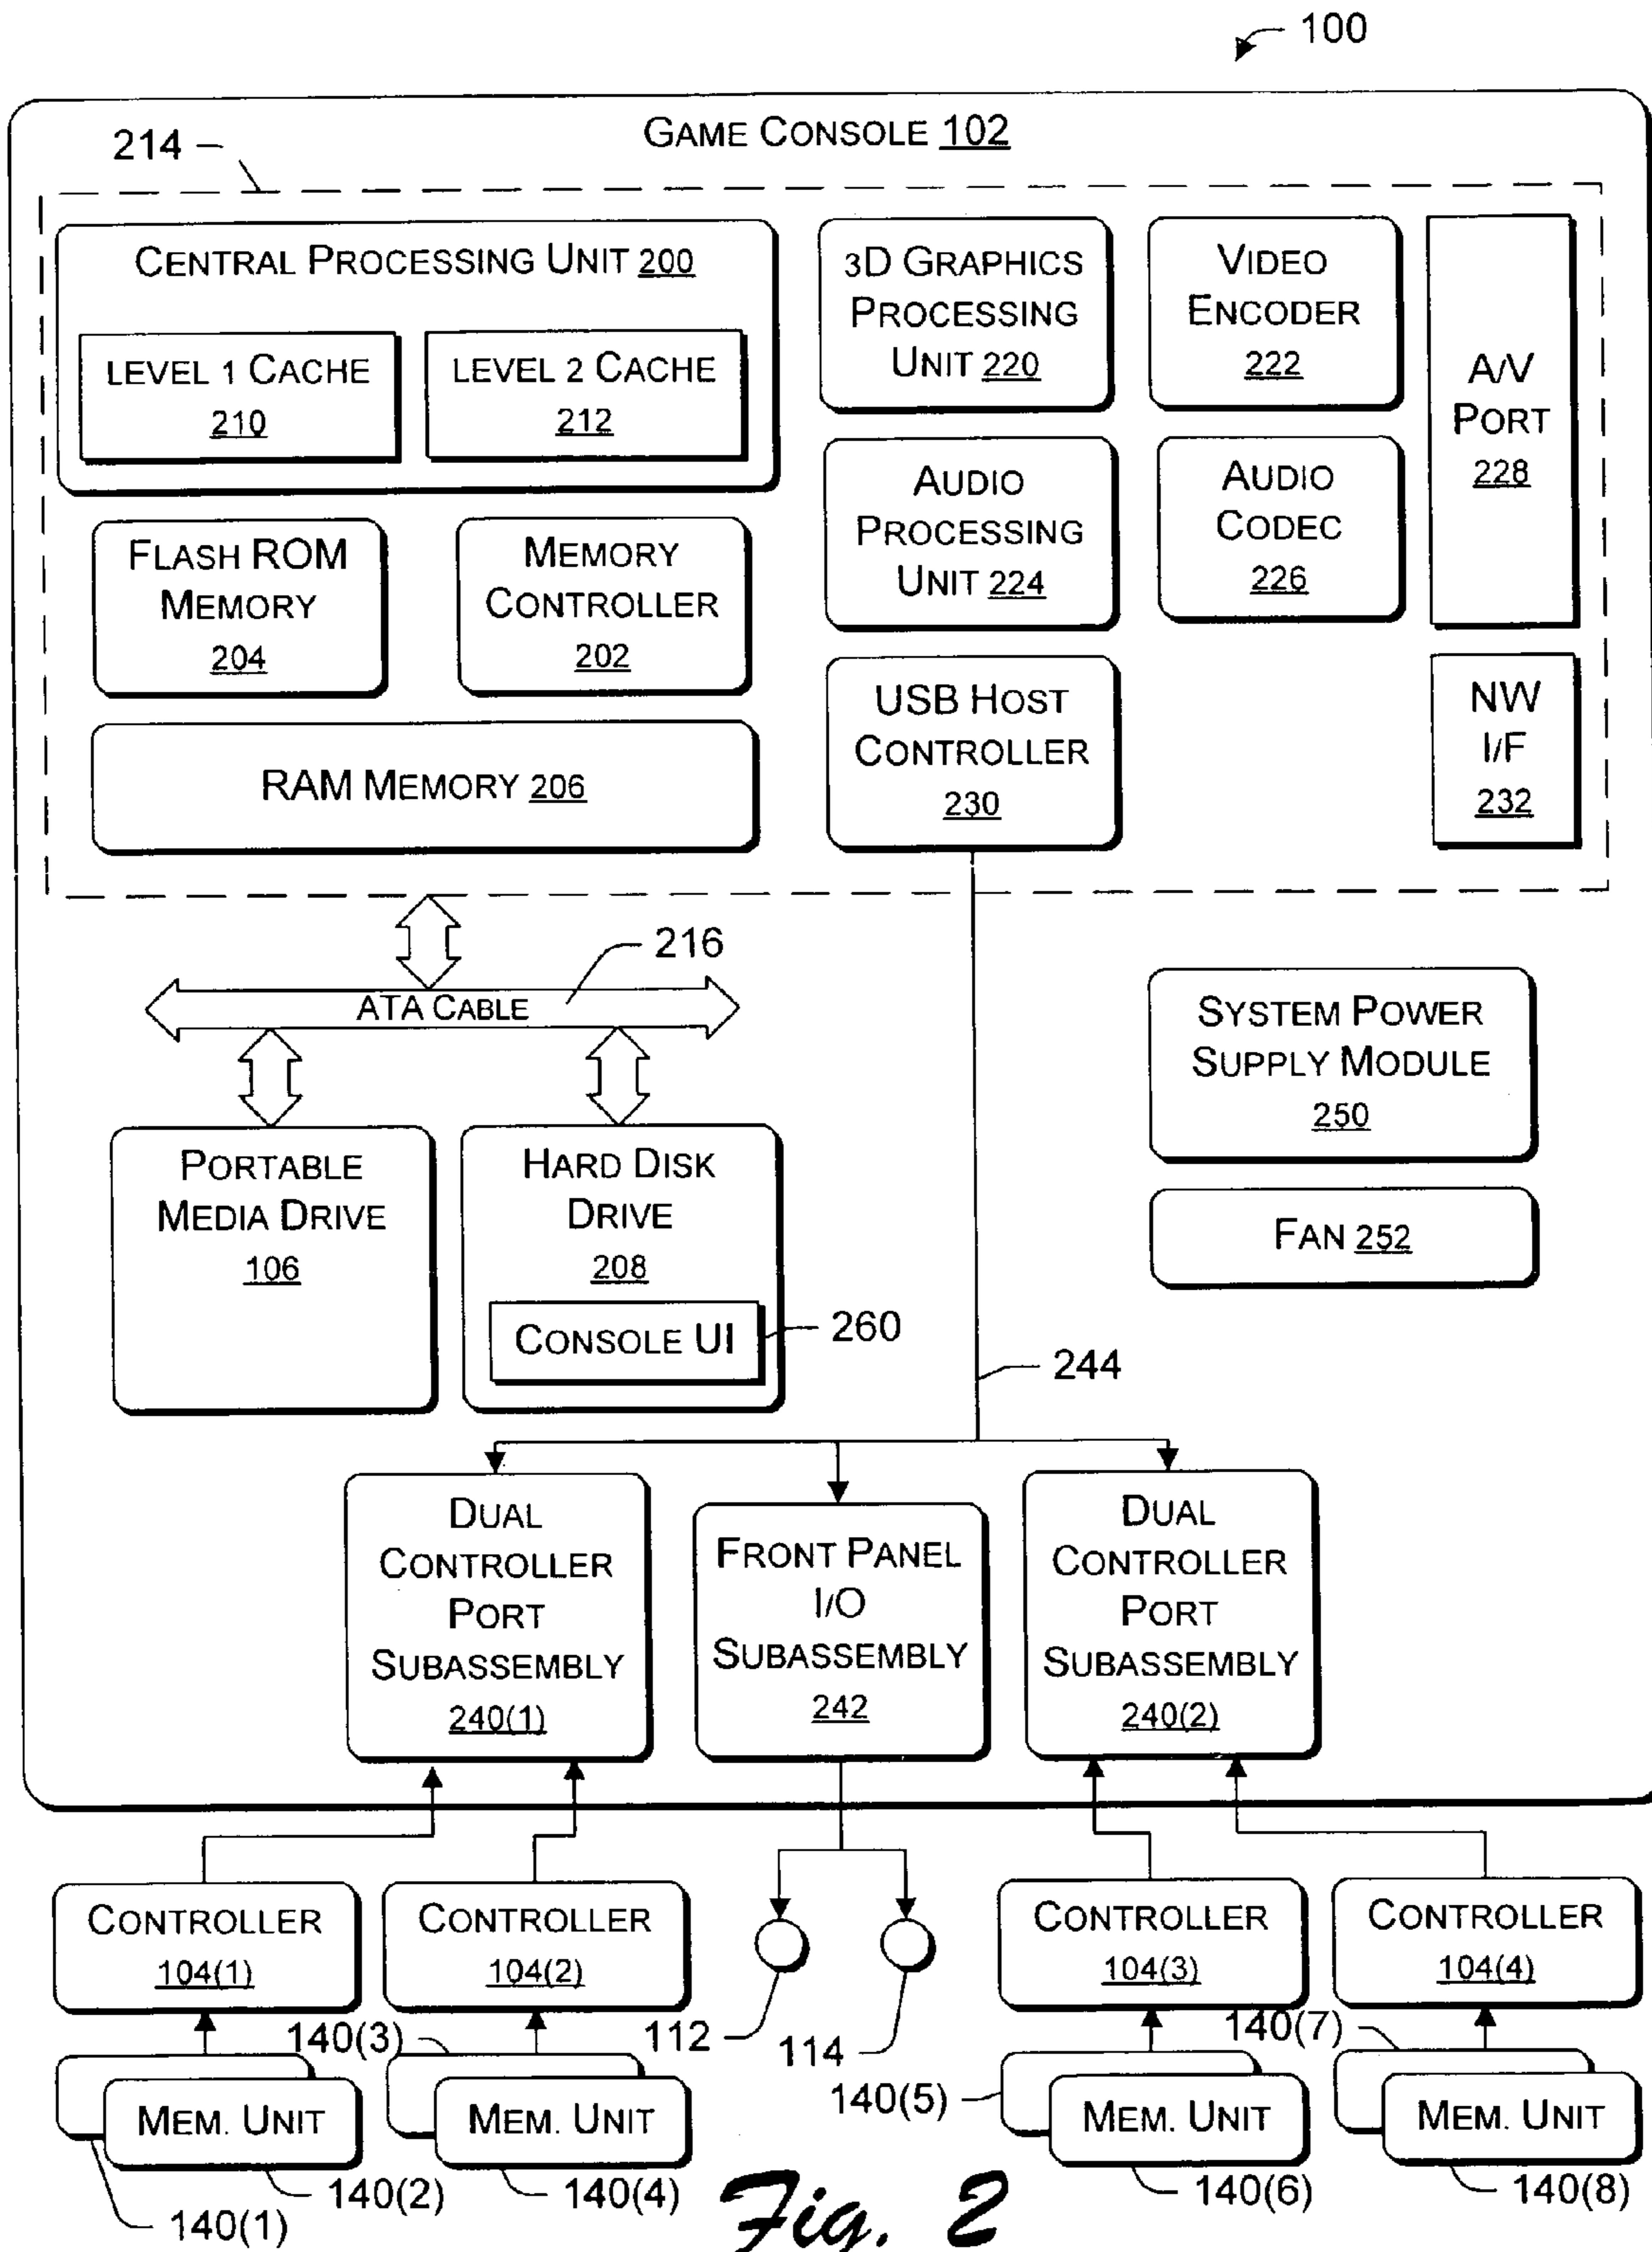 100
GAME CONSOLE 102
214
CENTRAL PROCESSING UNIT 200
LEVEL 1 CACHE
210
LEVEL 2 CACHE
212
3D GRAPHICS
PROCESSING
UNIT 220
VIDEO
ENCODER
222
A/V
PORT
228
FLASH ROM
MEMORY
204
MEMORY
CONTROLLER
202
AUDIO
PROCESSING
UNIT 224
AUDIO
CODEC
226
RAM MEMORY 206
USB HOST
CONTROLLER
230
NW
I/F
232
216
ATA CABLE
SYSTEM POWER
SUPPLY MODULE
250
PORTABLE
MEDIA DRIVE
106
HARD DISK
DRIVE
208
CONSOLE UI
260
FAN 252
244
DUAL
CONTROLLER
PORT
SUBASSEMBLY
240(1)
FRONT PANEL
I/O
SUBASSEMBLY
242
DUAL
CONTROLLER
PORT
SUBASSEMBLY
240(2)
CONTROLLER
104(1)
CONTROLLER
104(2)
CONTROLLER
104(3)
CONTROLLER
104(4)
112
114
140(3)
140(7)
140(5)
MEM. UNIT
MEM. UNIT
MEM. UNIT
MEM. UNIT
140(2)
140(4)
140(6)
140(8)
140(1)
Fig. 2